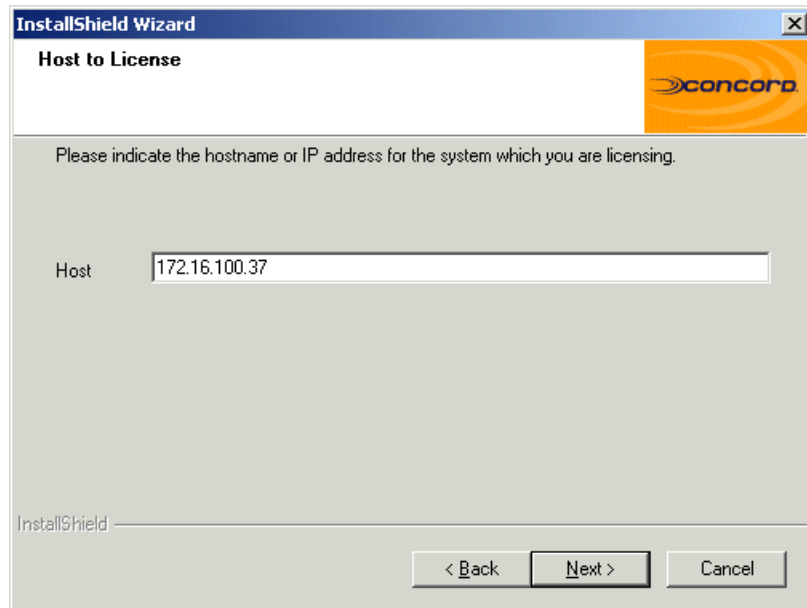 InstallShield Wizard
Host to License
concord.
Please indicate the hostname or IP address for the system which you are licensing.
Host 172.16.100.37
InstallShield
< Back Next > Cancel